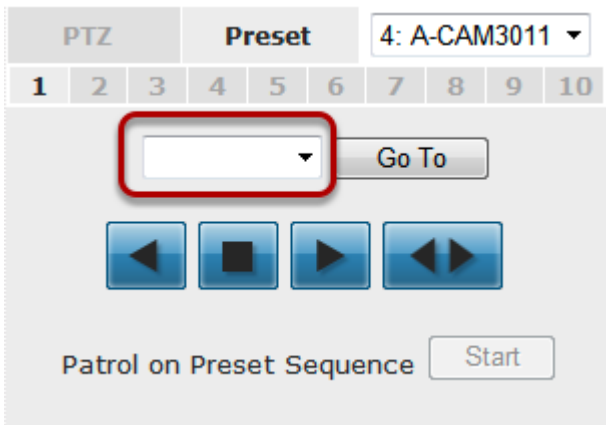 PTZ Preset 4: A-CAM3011
1 2 3 4 5 6 7 8 9 10
Go To
Patrol on Preset Sequence Start